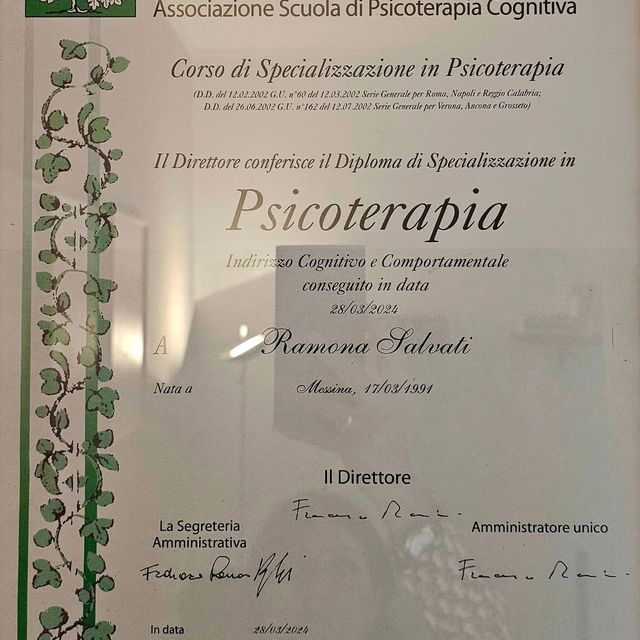 Associazione Scuola di Psicoterapia Cognitiva
Corso di Specializzazione in Psicoterapia
(D.D. del 12.02.2002 G.U. n°60 del 12.03.2002 Serie Generale per Roma, Napoli e Reggio Calabria;
D.D. del 26.06.2002 G.U. n°162 del 12.07.2002 Serie Generale per Verona, Ancona e Grosseto)
Il Direttore conferisce il Diploma di Specializzazione in
Psicoterapia
Indirizzo Cognitivo e Comportamentale
conseguito in data
28/03/2024
A Ramona Salvati
Nata a Messina, 17/03/1991
Il Direttore
La Segreteria
Amministrativa
Amministratore unico
In data 28/03/2024